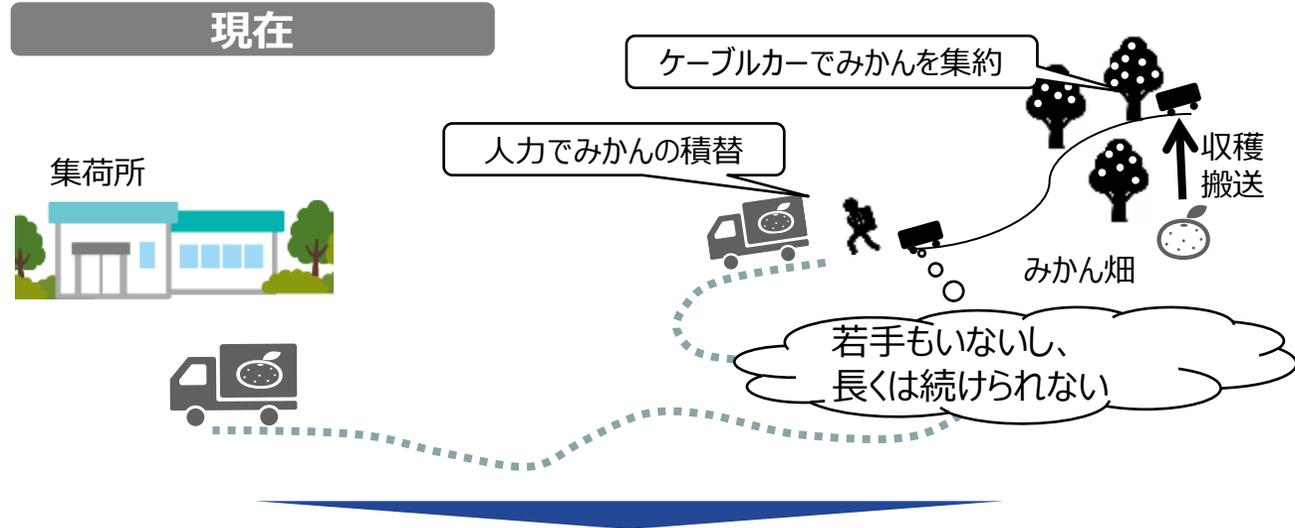 現在
ケーブルカーでみかんを集約
人力でみかんの積替
集荷所
収穫
搬送
みかん畑
若手もいないし、
長くは続けられない